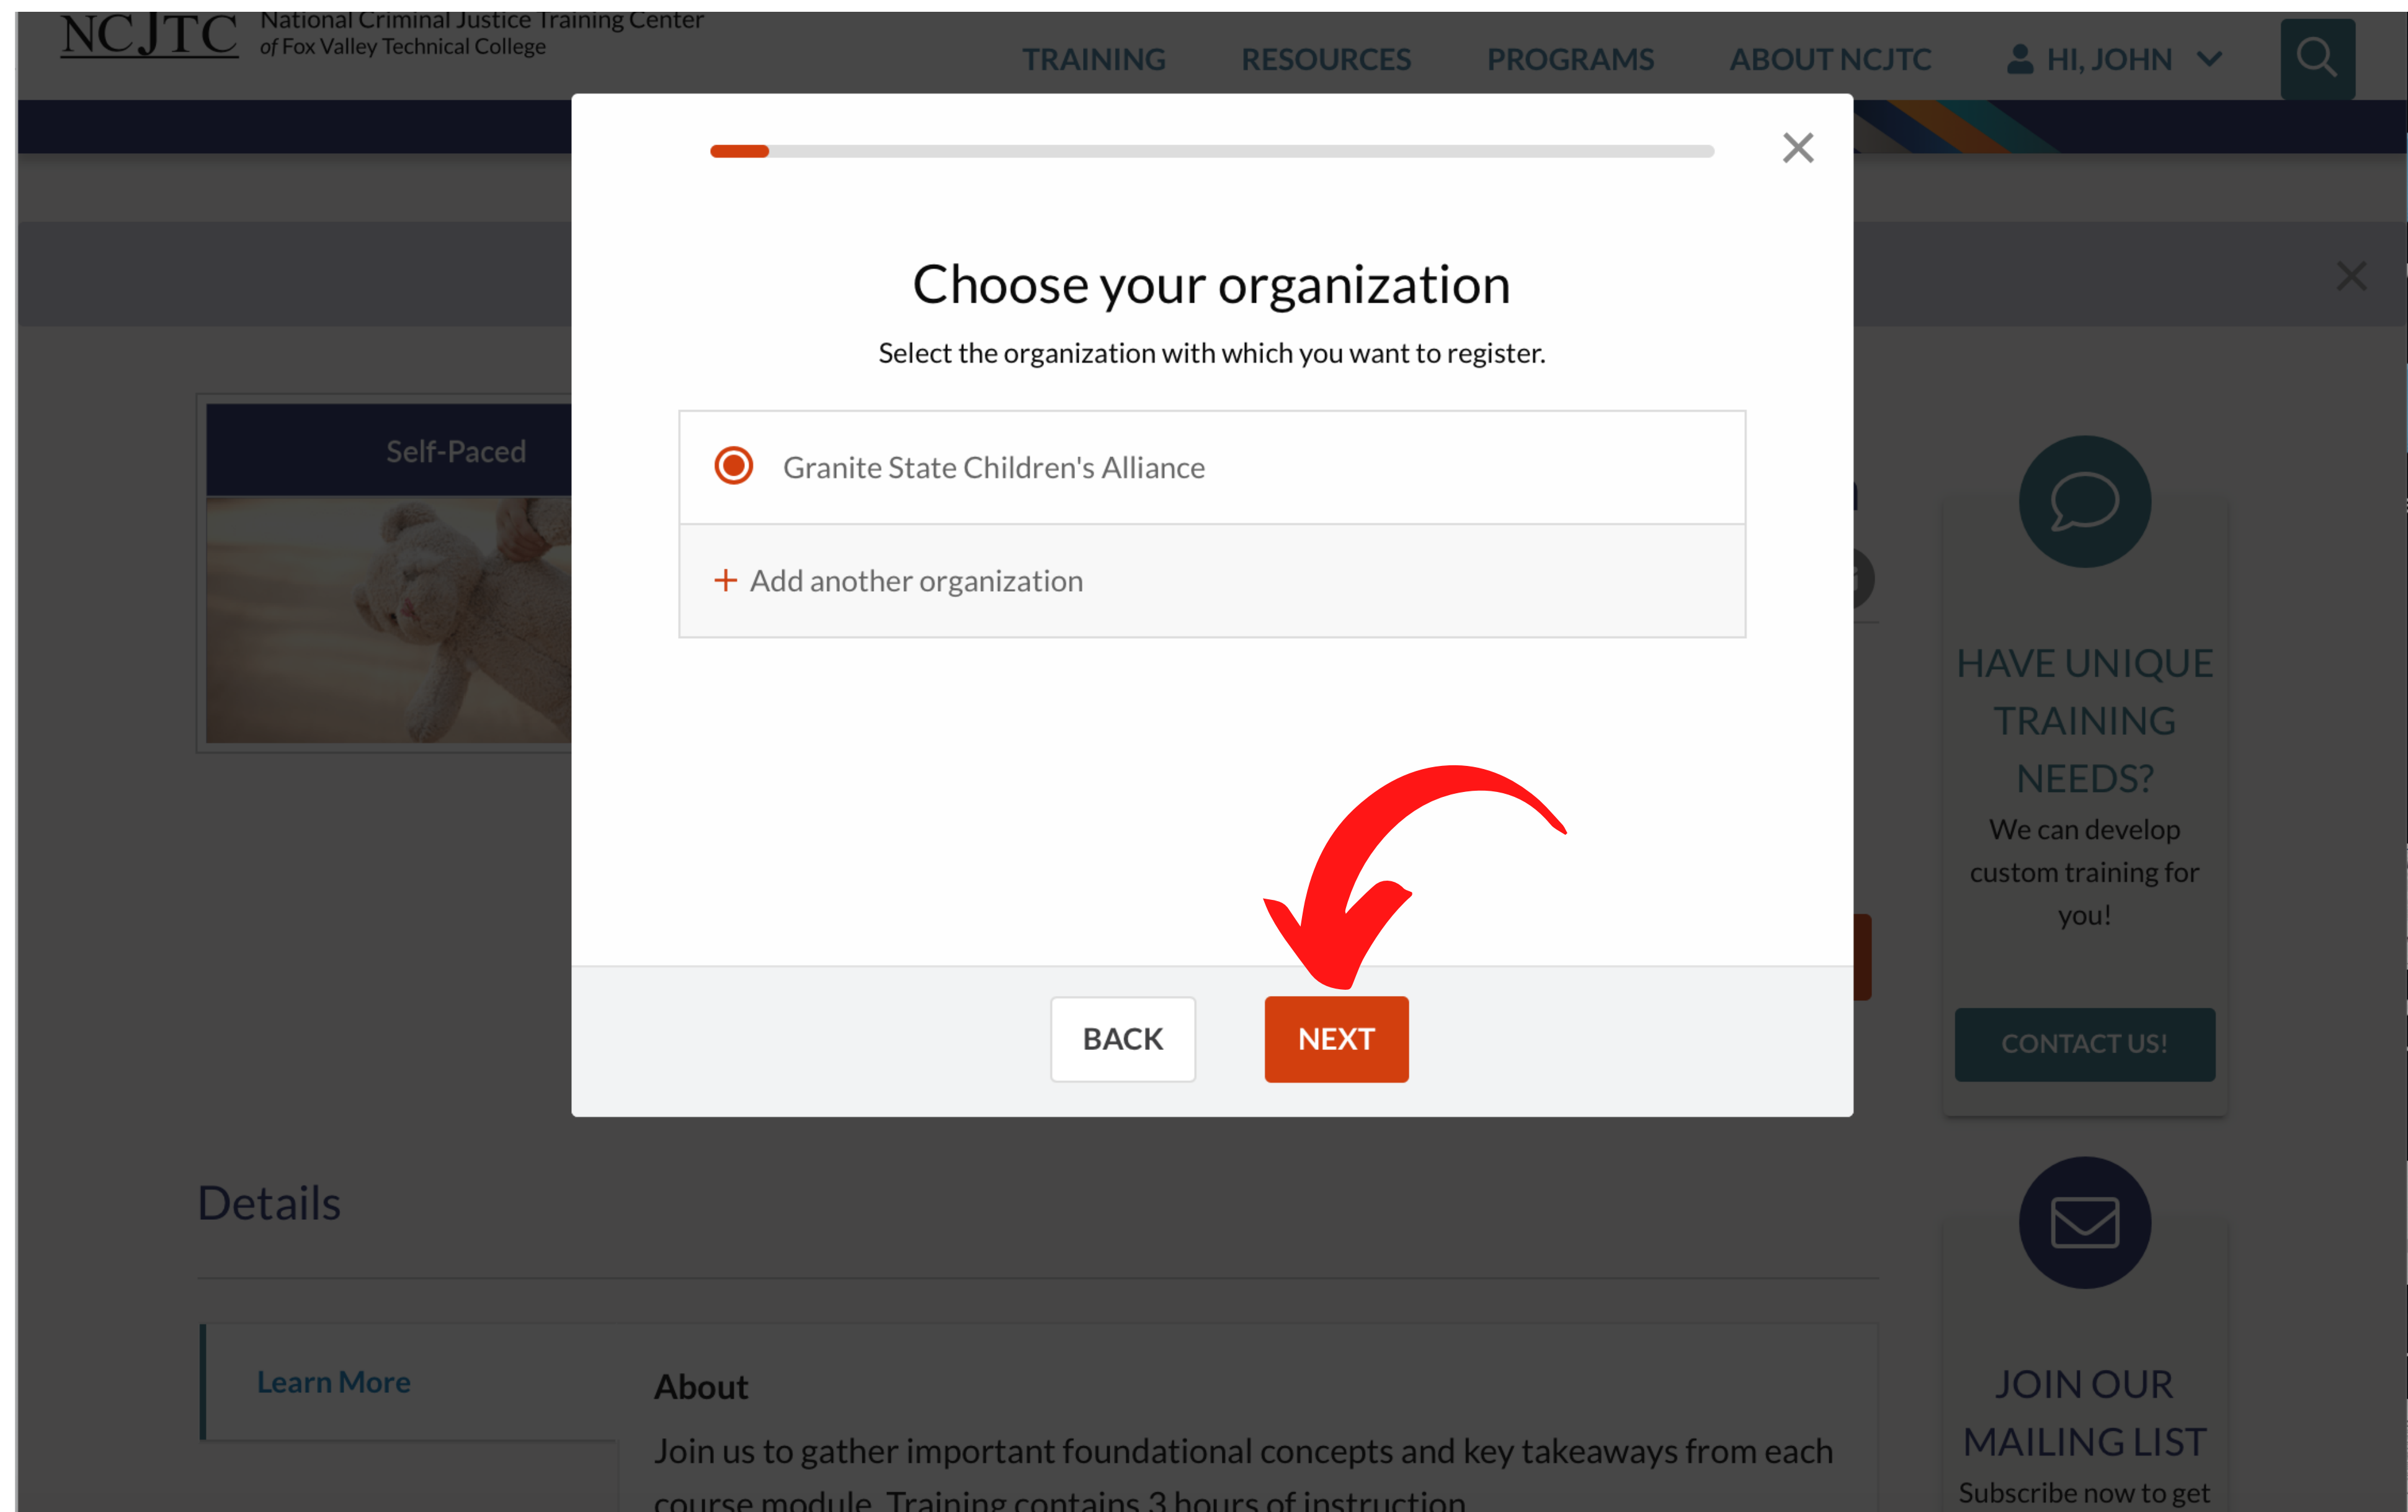 NCJTC
National Criminal Justice Training Center
of Fox Valley Technical College
TRAINING
RESOURCES
PROGRAMS
ABOUT NCJTC
HI, JOHN
Choose your organization
Select the organization with which you want to register.
Granite State Children's Alliance
+ Add another organization
BACK
NEXT
Self-Paced
HAVE UNIQUE
TRAINING
NEEDS?
We can develop
custom training for
you!
CONTACT US!
Details
Learn More
About
Join us to gather important foundational concepts and key takeaways from each
course module. Training contains 3 hours of instruction
JOIN OUR
MAILING LIST
Subscribe now to get